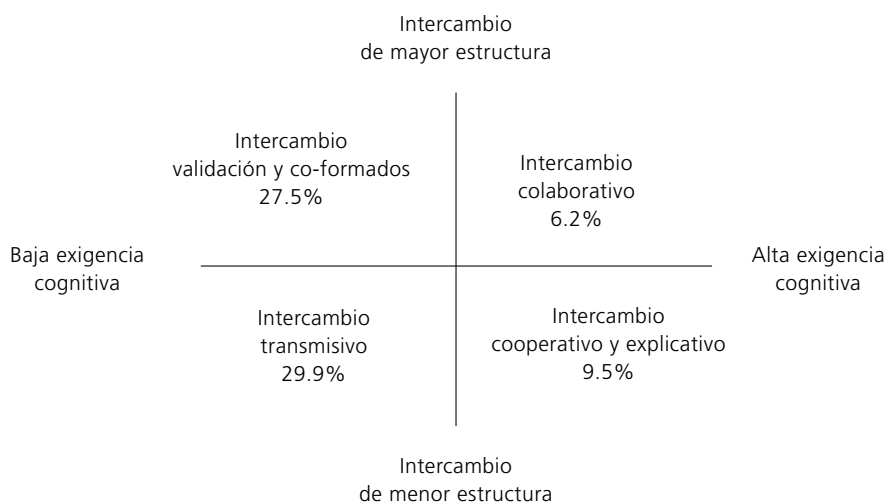 Intercambio
de mayor estructura
Intercambio
validación y co-formados
27.5%
Intercambio
colaborativo
6.2%
Baja exigencia
cognitiva
Alta exigencia
cognitiva
Intercambio
transmisivo
29.9%
Intercambio
cooperativo y explicativo
9.5%
Intercambio
de menor estructura